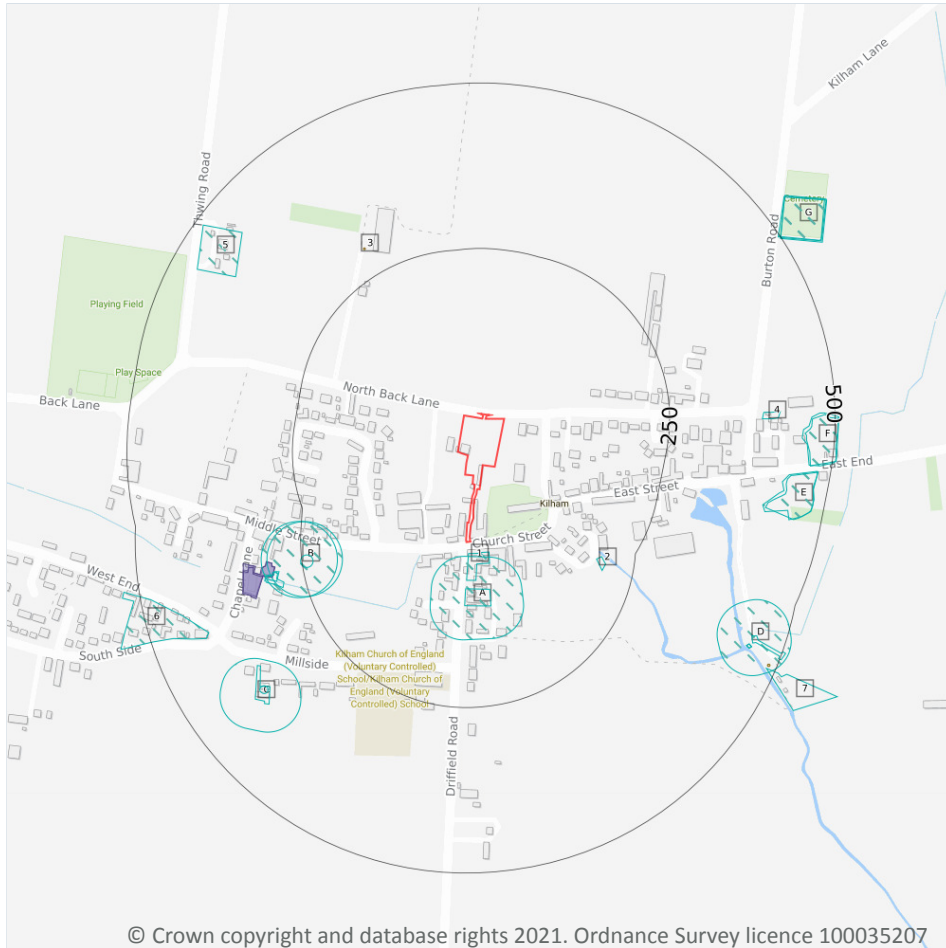 Kilham Lane
Thwing Road
Cemetery
G
5
3
Burton Road
Playing Field
Play Space
North Back Lane
Back Lane
4
500
250
F
East End
E
East Street
Kilham
Church Street
Middle Street
B
1
2
A
West End
Chapel Lane
6
South Side
Millside
D
7
C
Kilham Church of England
(Voluntary Controlled)
School/Kilham Church of
England (Voluntary
Controlled) School
Driffield Road
© Crown copyright and database rights 2021. Ordnance Survey licence 100035207